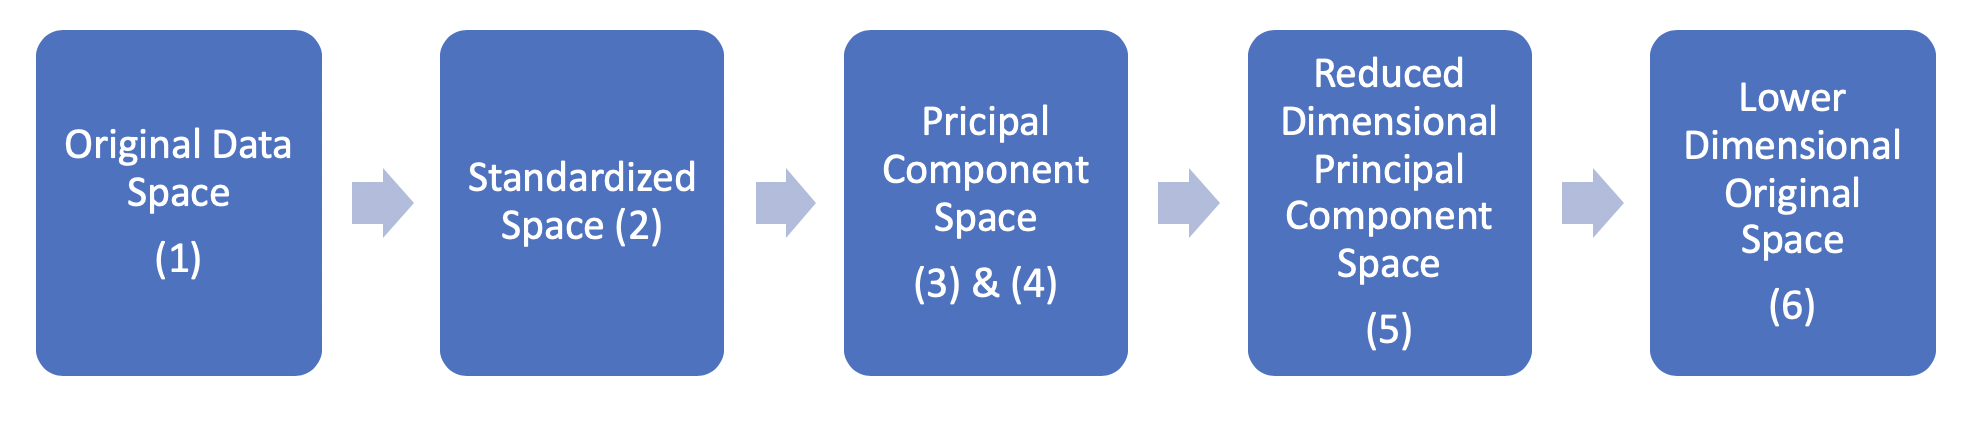 Original Data
Space
(1)
Standardized
Space (2)
Pricipal
Component
Space
(3) & (4)
Reduced
Dimensional
Principal
Component
Space
(5)
Lower
Dimensional
Original
Space
(6)